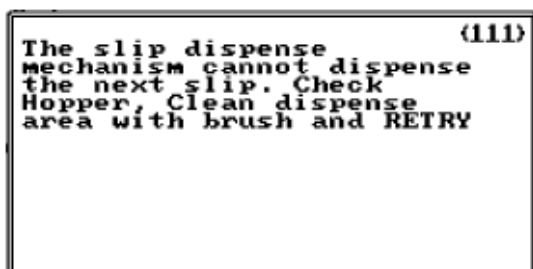 {111}
The slip dispense
mechanism cannot dispense
the next slip. Check
Hopper, Clean dispense
area with brush and RETRY